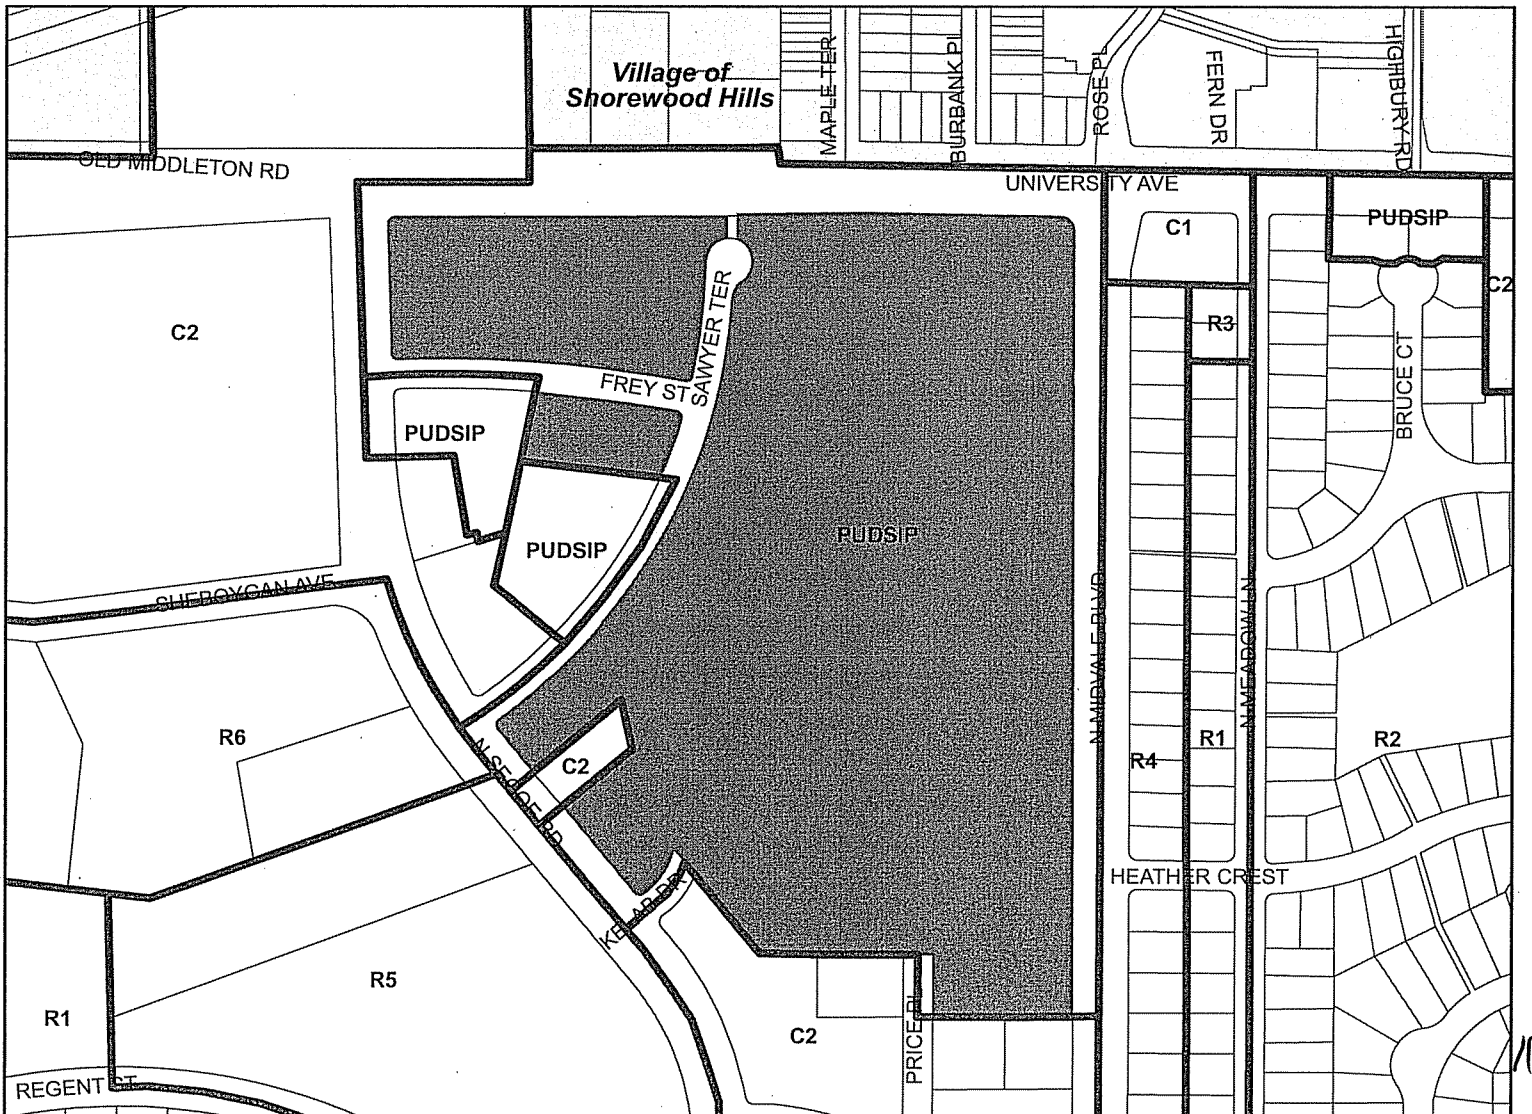 Village of
Shorewood Hills
MAPLE TER
BURBANK PL
ROSE PL
FERN DR
HIGHBURY RD
OLD MIDDLETON RD
UNIVERSITY AVE
C1
PUDSIP
C2
C2
R3
SAWYER TER
FREY ST
BRUCE CT
PUDSIP
PUDSIP
PUDSIP
SHEBOYGAN AVE
N MIDVALE BLVD
N MEADOW LN
R6
N SEGOE RD
C2
R4
R1
R2
HEATHER CREST
KELAB DR
R5
R1
C2
PRICE PL
REGENT ST